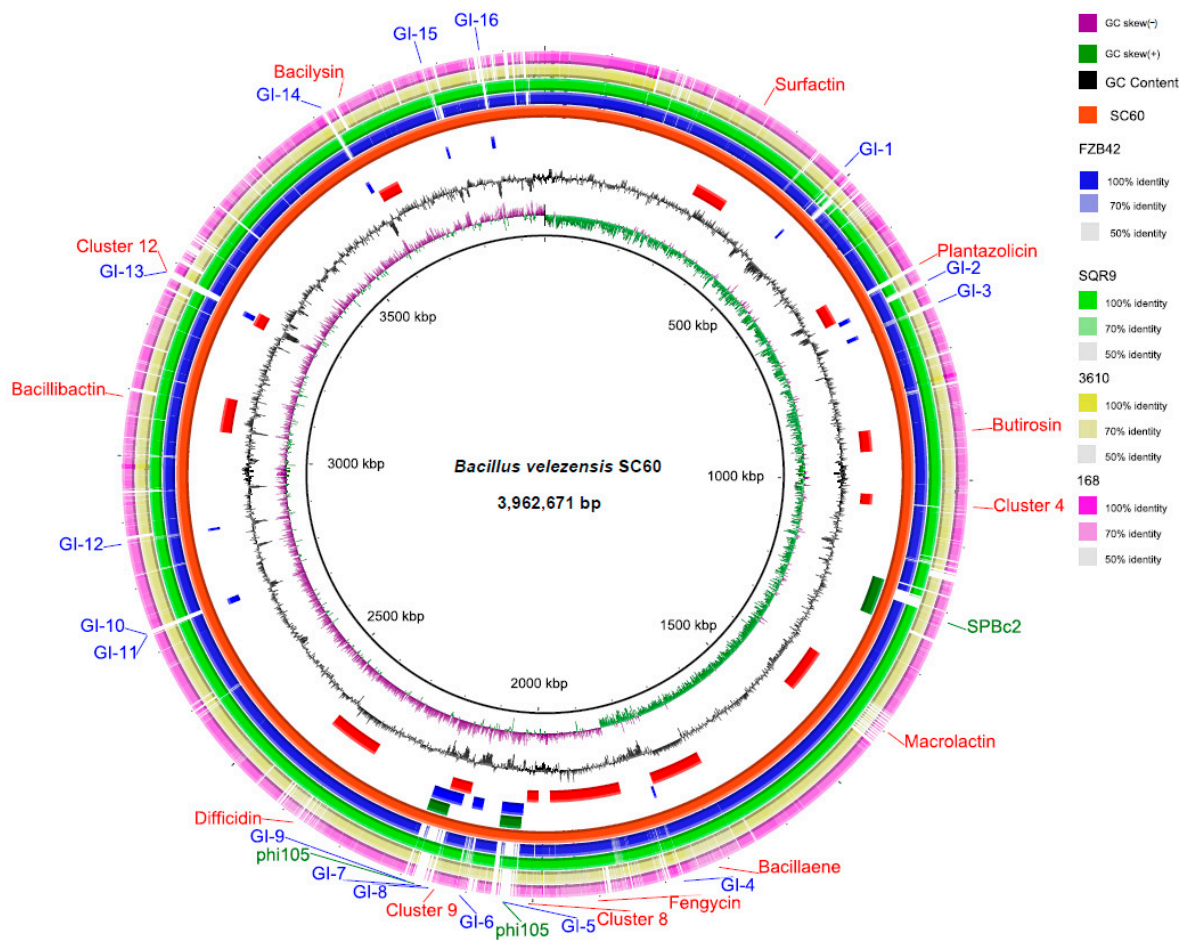 GI-16
GI-15
Bacilysin
GI-14
Surfactin
GI-1
Plantazolicin
GI-2
GI-3
Cluster 12
GI-13
Bacillibactin
Butirosin
Cluster 4
GI-12
GI-10
GI-11
SPBc2
Macrolactin
Difficidin
GI-9
phi105
GI-7
GI-8
Cluster 9
GI-6
phi105
GI-5
Cluster 8
Fengycin
GI-4
Bacillaene
500 kbp
1000 kbp
1500 kbp
2000 kbp
2500 kbp
3000 kbp
3500 kbp
Bacillus velezensis SC60
3,962,671 bp
GC skew(-)
GC skew(+)
GC Content
SC60
FZB42
100% identity
70% identity
50% identity
SQR9
100% identity
70% identity
50% identity
3610
100% identity
70% identity
50% identity
168
100% identity
70% identity
50% identity